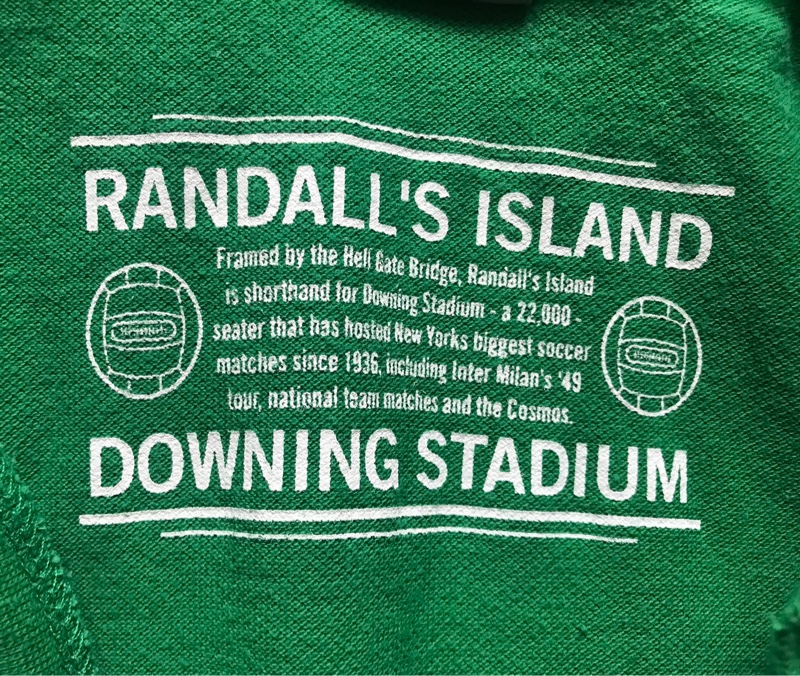 RANDALL'S ISLAND
Framed by the Hell Gate Bridge, Randall's Island
is shorthand for Downing Stadium - a 22,000 -
seater that has hosted New Yorks biggest soccer
matches since 1936, including Inter Milan's '49
tour, national team matches and the Cosmos.
DOWNING STADIUM